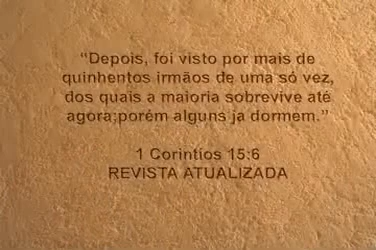 “Depois, foi visto por mais de
quinhentos irmãos de uma só vez,
dos quais a maioria sobrevive até
agora;porém alguns ja dormem.”
1 Coríntios 15:6
REVISTA ATUALIZADA